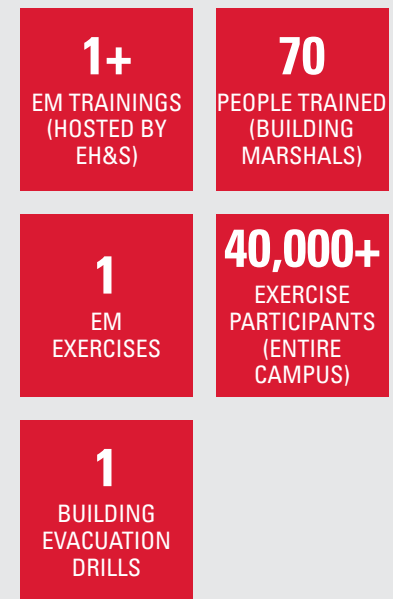 1+
EM TRAININGS
(HOSTED BY
EH&S)
70
PEOPLE TRAINED
(BUILDING
MARSHALS)
1
EM
EXERCISES
40,000+
EXERCISE
PARTICIPANTS
(ENTIRE
CAMPUS)
1
BUILDING
EVACUATION
DRILLS